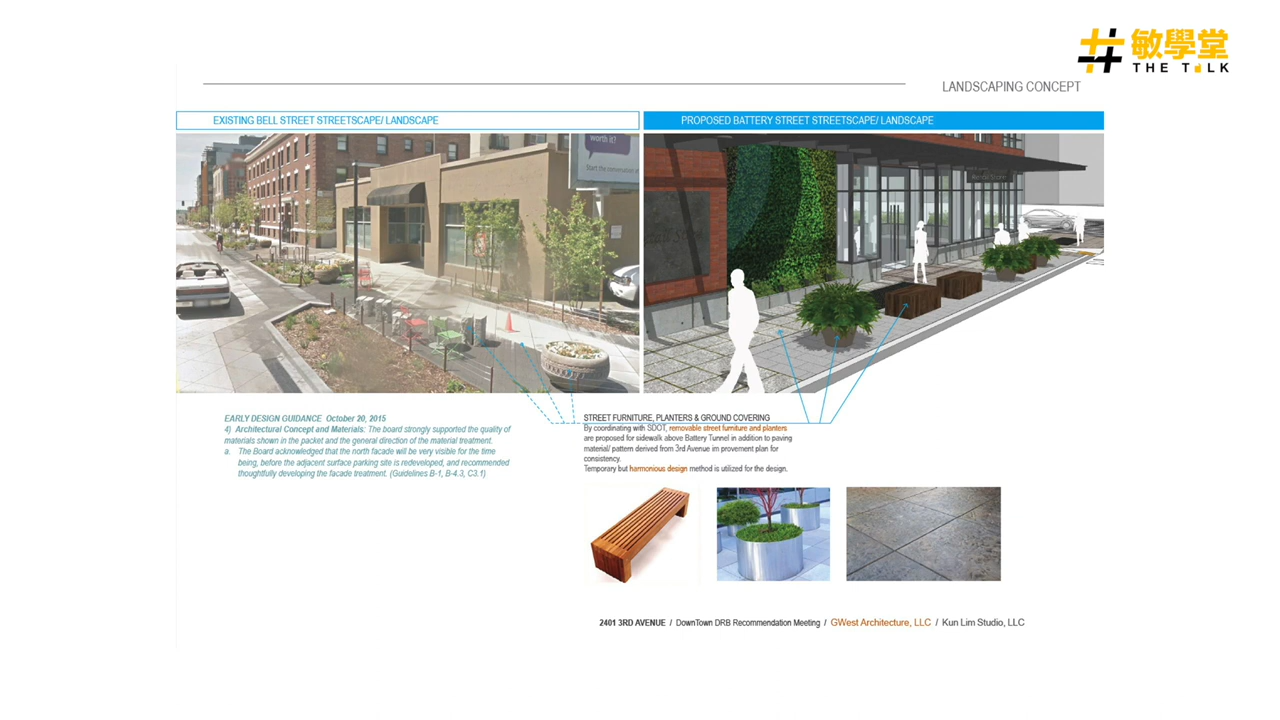 敏學堂
THE TALK
LANDSCAPING CONCEPT
EXISTING BELL STREET STREETSCAPE/ LANDSCAPE
PROPOSED BATTERY STREET STREETSCAPE/ LANDSCAPE
worth it?
Start the conversation
EARLY DESIGN GUIDANCE October 20, 2015
4) Architectural Concept and Materials: The board strongly supported the quality of
materials shown in the packet and the general direction of the material treatment.
a. The Board acknowledged that the north facade will be very visible for the time
being, before the adjacent surface parking site is redeveloped, and recommended
thoughtfully developing the facade treatment. (Guidelines B-1, B-4.3, C3.1)
STREET FURNITURE, PLANTERS & GROUND COVERING
By coordinating with SDOT, removable street furniture and planters
are proposed for sidewalk above Battery Tunnel in addition to paving
material/ pattern derived from 3rd Avenue im provement plan for
consistency.
Temporary but harmonious design method is utilized for the design.
2401 3RD AVENUE / DownTown DRB Recommendation Meeting / GWest Architecture, LLC / Kun Lim Studio, LLC